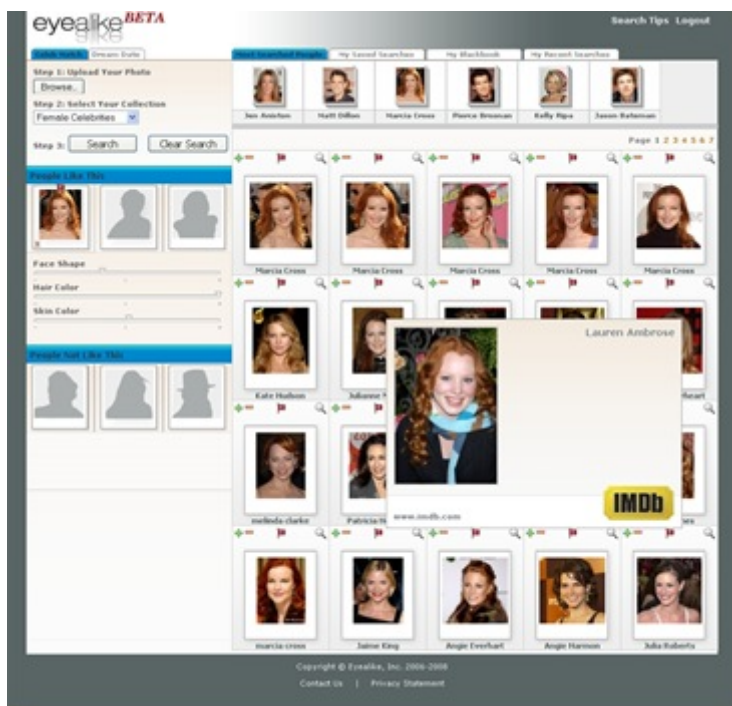 eyealike BETA
Search Tips Logout
Celeb Match Dream Date
Most Searched People My Saved Searches My Blackbook My Recent Searches
Step 1: Upload Your Photo
Browse..
Step 2: Select Your Collection
Female Celebrities
Step 3: Search Clear Search
Jen Aniston Matt Dillon Marcia Cross Pierce Brosnan Kelly Ripa Jason Bateman
Page 1 2 3 4 5 6 7
People Like This
Face Shape
Hair Color
Skin Color
People Not Like This
Marcia Cross Marcia Cross Marcia Cross Marcia Cross Marcia Cross
Kate Hudson Julianne
Lauren Ambrose
IMDb
www.imdb.com
melinda clarke Patricia
marcia cross Jaime King Angie Everhart Angie Harmon Julia Roberts
Copyright © Eyealike, Inc. 2006-2008
Contact Us | Privacy Statement